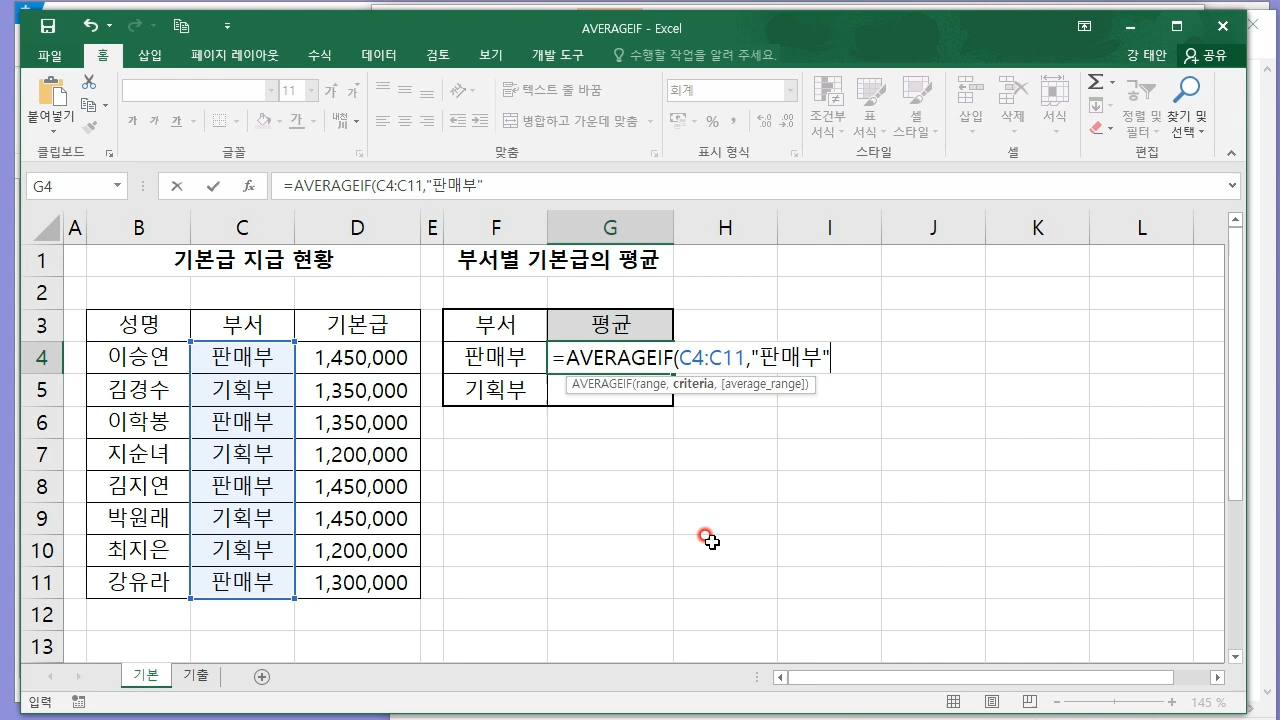 AVERAGEIF - Excel
파일 홈 삽입 페이지 레이아웃 수식 데이터 검토 보기 개발 도구 수행할 작업을 알려 주세요. 강 태안 공유
붙여넣기
클립보드
11
가 가
가 가 가 가 내천
글꼴
텍스트 줄 바꿈
병합하고 가운데 맞춤
맞춤
회계
%
표시 형식
조건부 서식
표 서식
셀 스타일
스타일
삽입 삭제 서식
셀
정렬 및 필터
찾기 및 선택
편집
G4 fx =AVERAGEIF(C4:C11,"판매부"
A B C D E F G H I J K L
1 기본급 지급 현황 부서별 기본급의 평균
2
3 성명 부서 기본급 부서 평균
4 이승연 판매부 1,450,000 판매부 =AVERAGEIF(C4:C11,"판매부"
AVERAGEIF(range, criteria, [average_range])
5 김경수 기획부 1,350,000 기획부
6 이학봉 판매부 1,350,000
7 지순녀 기획부 1,200,000
8 김지연 판매부 1,450,000
9 박원래 기획부 1,450,000
10 최지은 기획부 1,200,000
11 강유라 판매부 1,300,000
12
13
기본 기출
입력 145 %